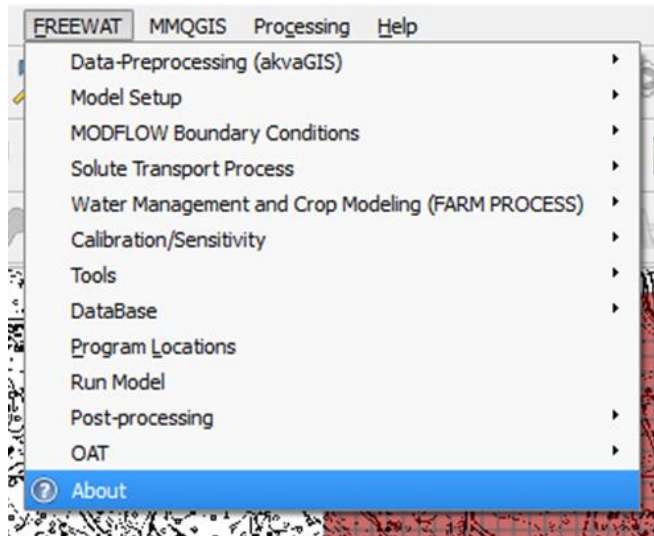 FREEWAT MMQGIS Processing Help
Data-Preprocessing (akvaGIS)
Model Setup
MODFLOW Boundary Conditions
Solute Transport Process
Water Management and Crop Modeling (FARM PROCESS)
Calibration/Sensitivity
Tools
DataBase
Program Locations
Run Model
Post-processing
OAT
About